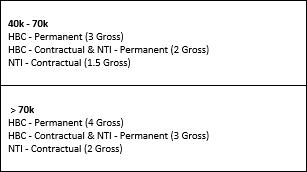 40k - 70k
HBC - Permanent (3 Gross)
HBC - Contractual & NTI - Permanent (2 Gross)
NTI - Contractual (1.5 Gross)
> 70k
HBC - Permanent (4 Gross)
HBC - Contractual & NTI - Permanent (3 Gross)
NTI - Contractual (2 Gross)